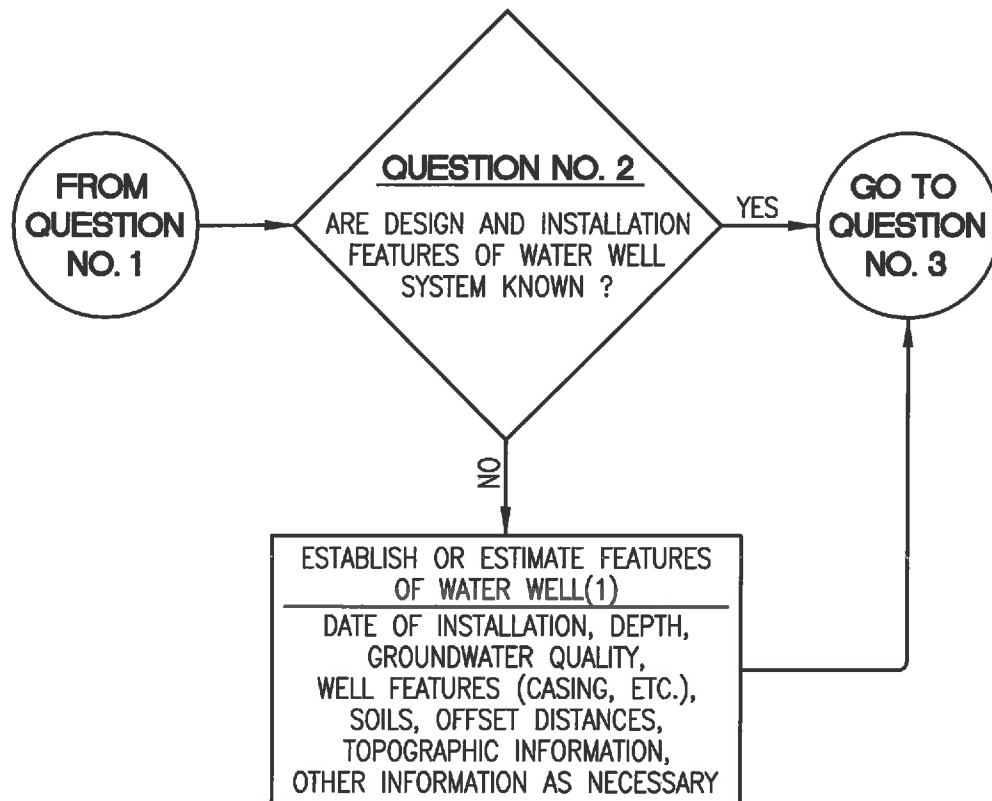 FROM
QUESTION
NO. 1
QUESTION NO. 2
ARE DESIGN AND INSTALLATION
FEATURES OF WATER WELL
SYSTEM KNOWN ?
YES
GO TO
QUESTION
NO. 3
NO
ESTABLISH OR ESTIMATE FEATURES
OF WATER WELL(1)
DATE OF INSTALLATION, DEPTH,
GROUNDWATER QUALITY,
WELL FEATURES (CASING, ETC.),
SOILS, OFFSET DISTANCES,
TOPOGRAPHIC INFORMATION,
OTHER INFORMATION AS NECESSARY